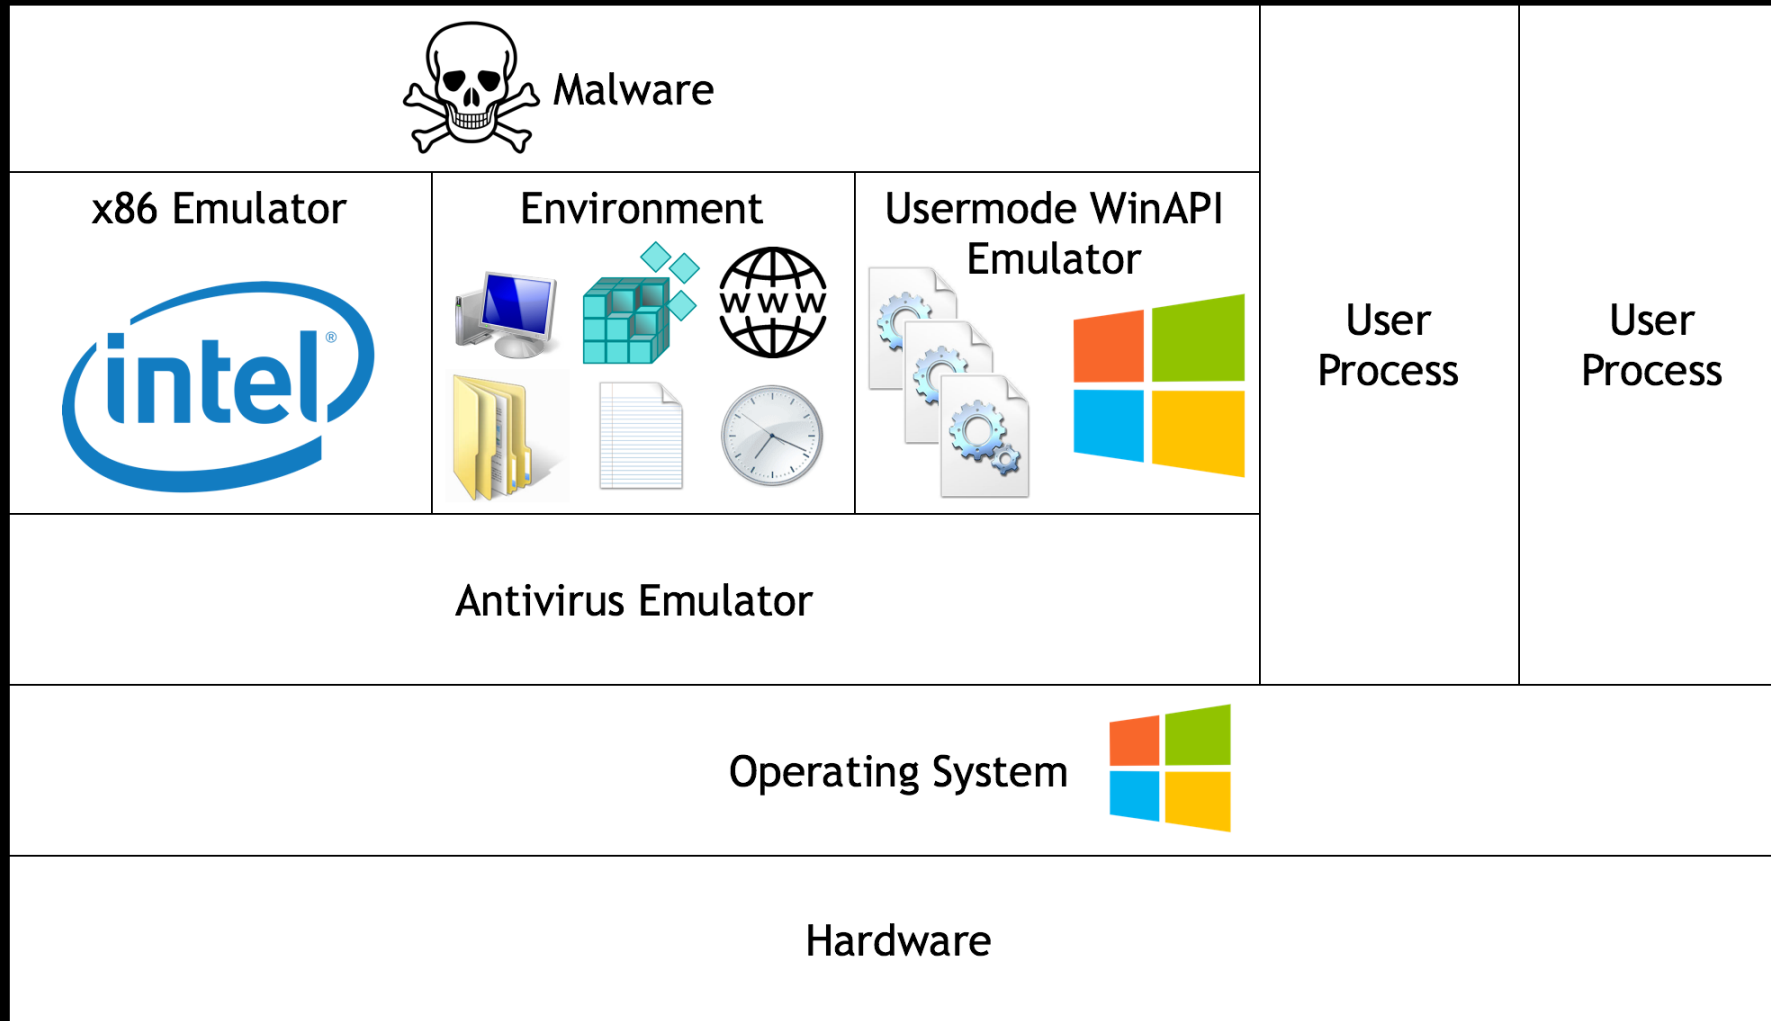 Malware
x86 Emulator
Environment
Usermode WinAPI
Emulator
intel®
WWW
User
Process
User
Process
Antivirus Emulator
Operating System
Hardware